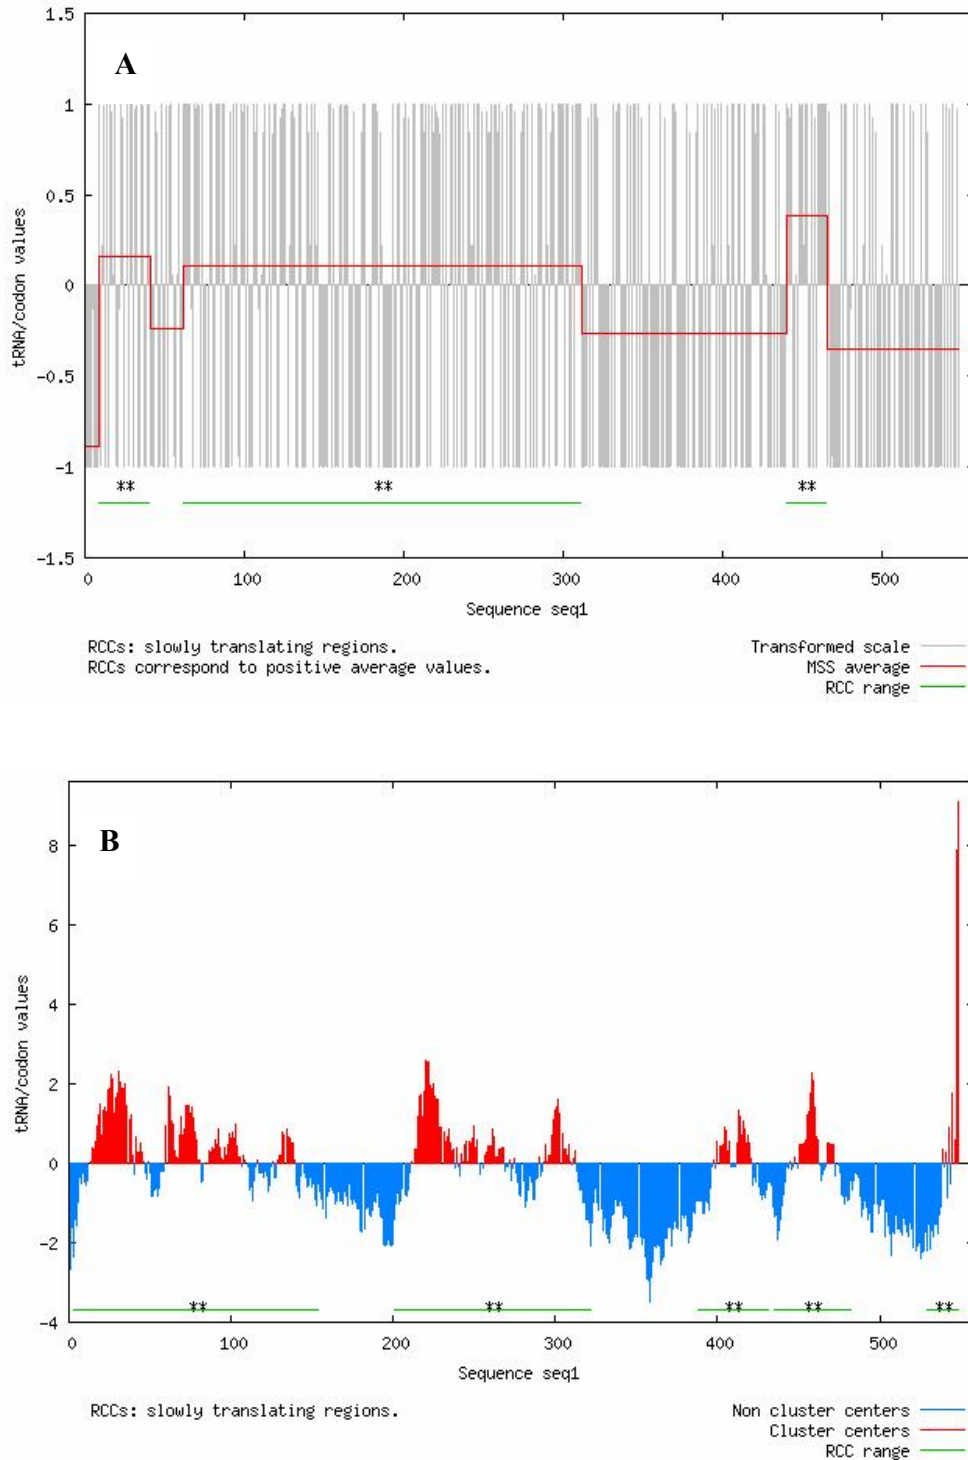 1.5
A
1
0.5
0
-0.5
-1
-1.5
tRNA/codon values
** ** **
0 100 200 300 400 500
Sequence seq1
RCCs: slowly translating regions.
RCCs correspond to positive average values.
Transformed scale
MSS average
RCC range
B
8
6
4
2
0
-2
-4
tRNA/codon values
** ** ** ** **
0 100 200 300 400 500
Sequence seq1
RCCs: slowly translating regions.
Non cluster centers
Cluster centers
RCC range